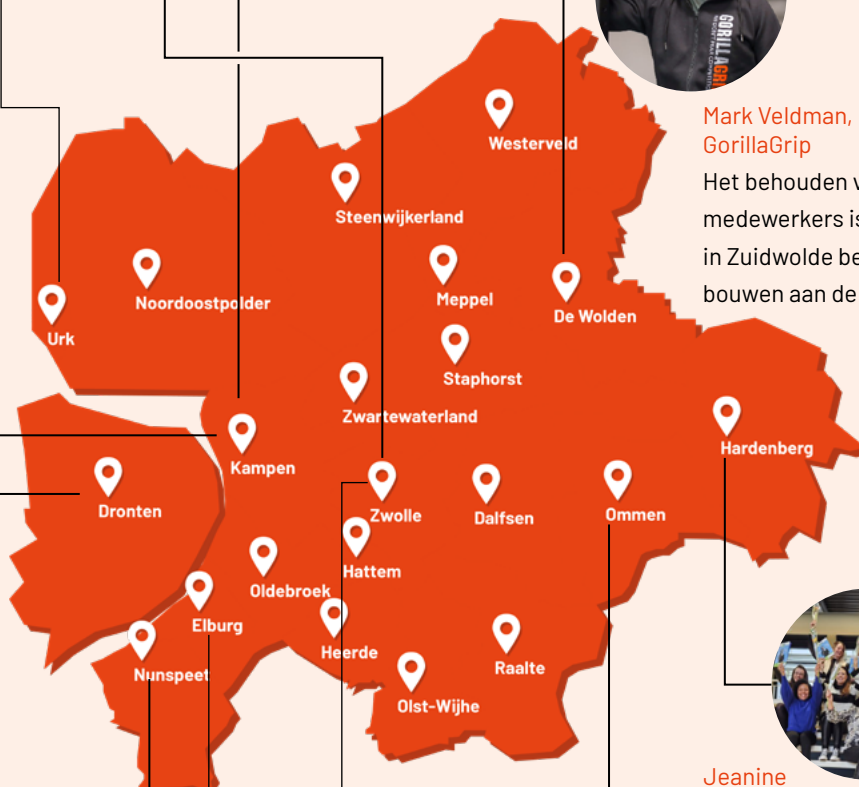 GORILLAGRIP
Mark Veldman,
GorillaGrip
Het behouden v
medewerkers is
in Zuidwolde be
bouwen aan de
Westerveld
Steenwijkerland
Noordoostpolder
Meppel
De Wolden
Urk
Staphorst
Zwartewaterland
Hardenberg
Kampen
Dronten
Zwolle
Dalfsen
Ommen
Hattem
Oldebroek
Elburg
Heerde
Raalte
Nunspeet
Olst-Wijhe
Jeanine